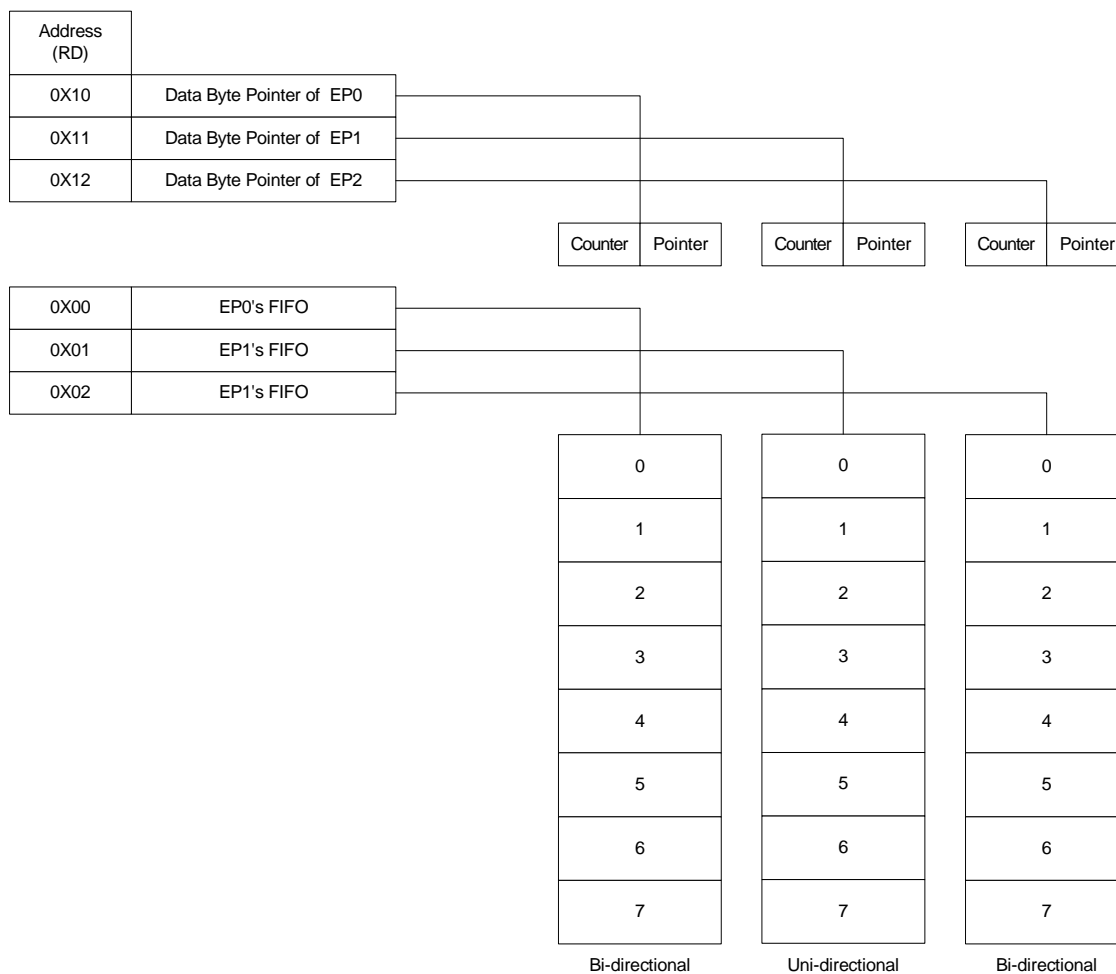 Address
(RD)
0X10 Data Byte Pointer of EP0
0X11 Data Byte Pointer of EP1
0X12 Data Byte Pointer of EP2
Counter Pointer Counter Pointer Counter Pointer
0X00 EP0's FIFO
0X01 EP1's FIFO
0X02 EP1's FIFO
0 0 0
1 1 1
2 2 2
3 3 3
4 4 4
5 5 5
6 6 6
7 7 7
Bi-directional Uni-directional Bi-directional